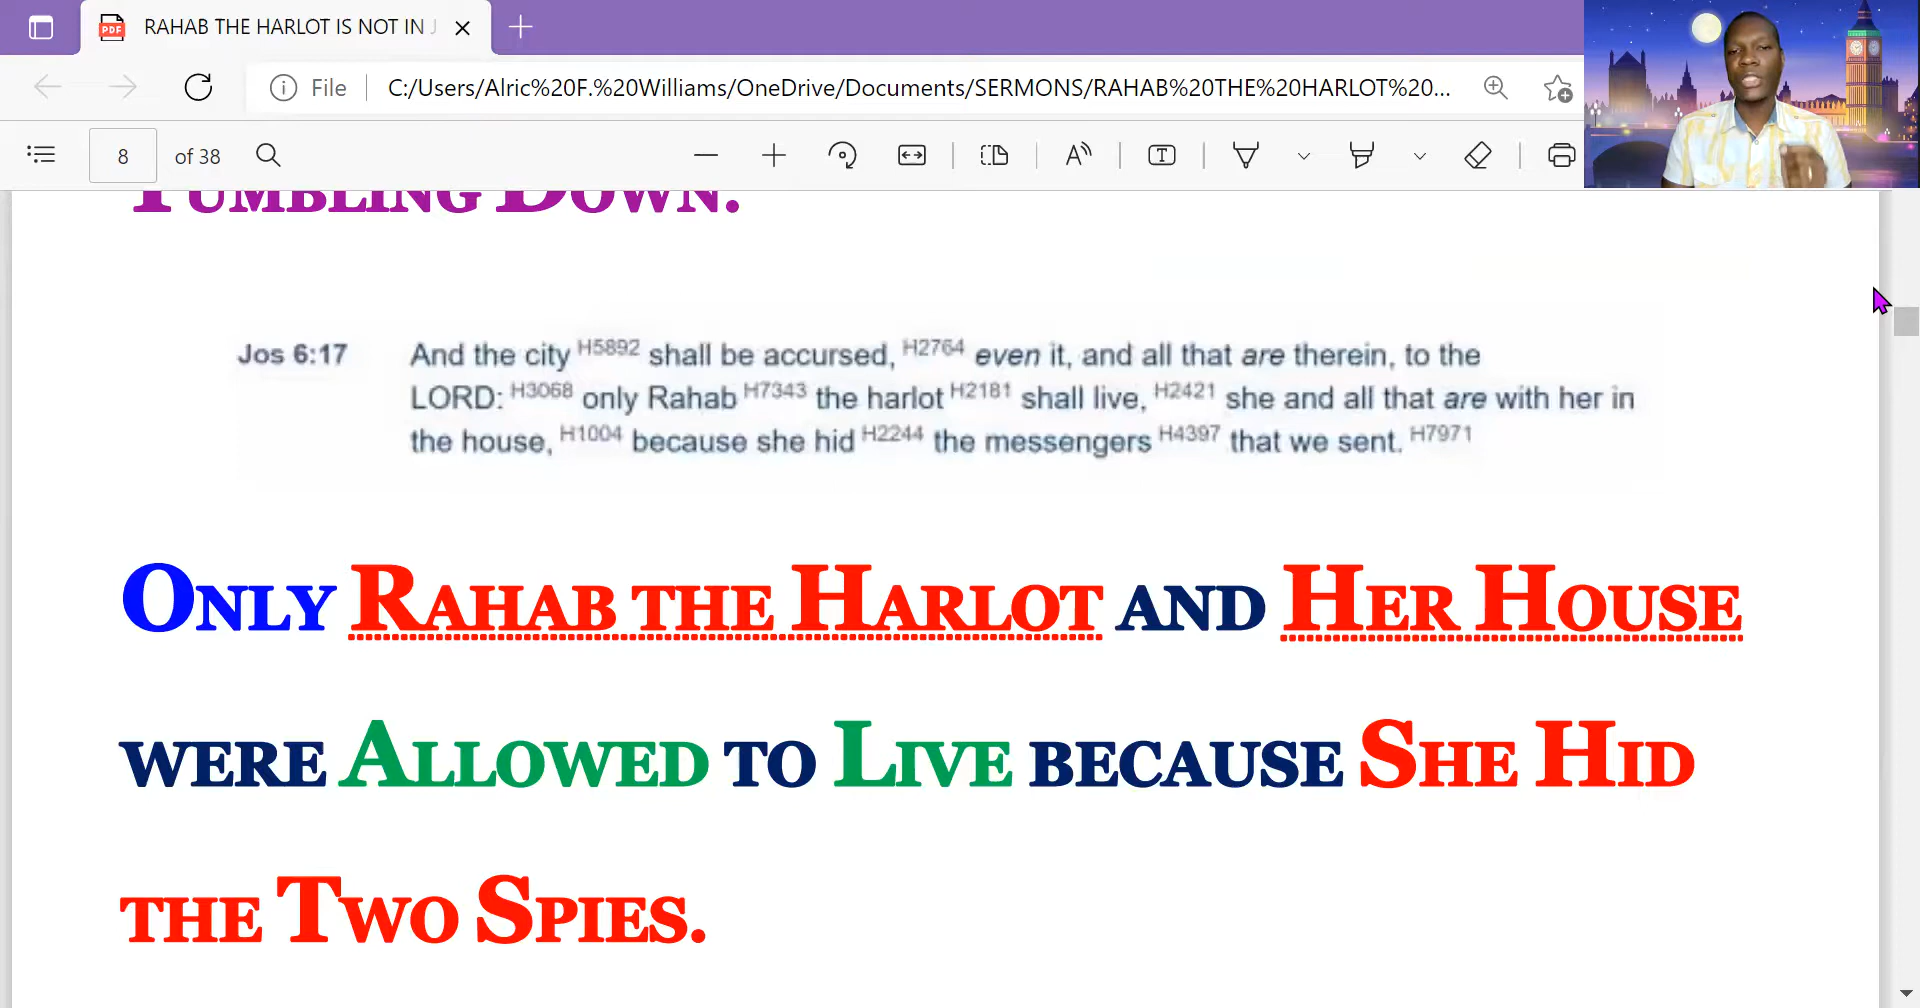 RAHAB THE HARLOT IS NOT IN J
File
C:/Users/Alric%20F.%20Williams/OneDrive/Documents/SERMONS/RAHAB%20THE%20HARLOT%20...
8 of 38
TUMBLING DOWN.
Jos 6:17 And the city H5892 shall be accursed, H2764 even it, and all that are therein, to the
LORD: H3068 only Rahab H7343 the harlot H2181 shall live, H2421 she and all that are with her in
the house, H1004 because she hid H2244 the messengers H4397 that we sent. H7971
ONLY RAHAB THE HARLOT AND HER HOUSE
WERE ALLOWED TO LIVE BECAUSE SHE HID
THE TWO SPIES.